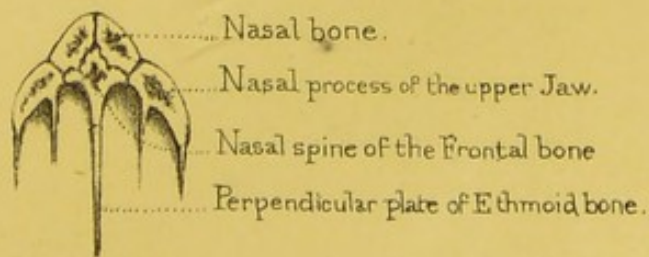 Nasal bone.
Nasal process of the upper Jaw.
Nasal spine of the Frontal bone
Perpendicular plate of Ethmoid bone.